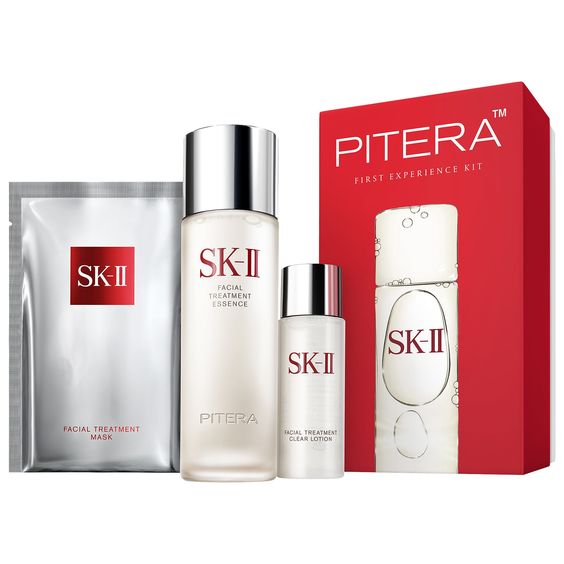 SK-II
FACIAL TREATMENT
MASK
SK-II
FACIAL
TREATMENT
ESSENCE
PITERA
SK-II
FACIAL TREATMENT
CLEAR LOTION
PITERA™
FIRST EXPERIENCE KIT
SK-II